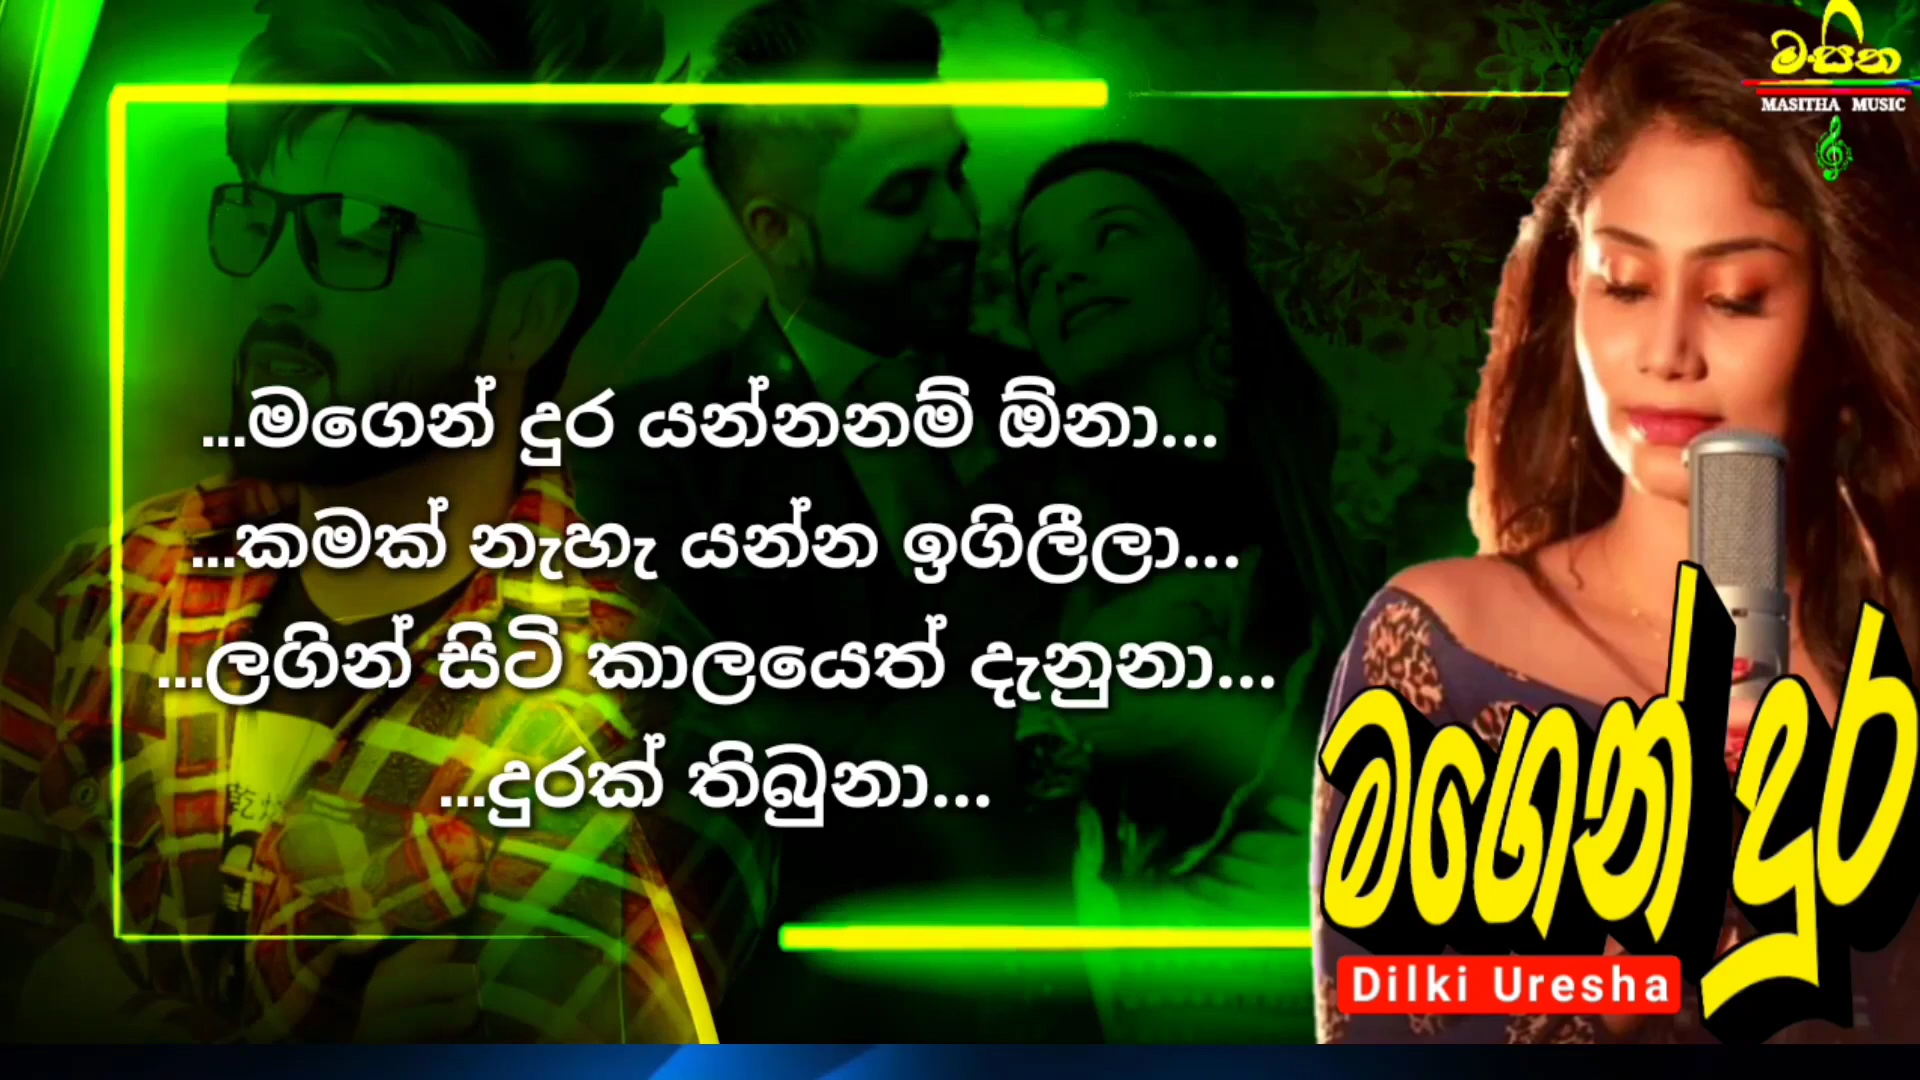 මසිත
MASITHA MUSIC
...මගෙන් දුර යන්නනම් ඕනා...
...කමක් නැහැ යන්න ඉගිලීලා...
...ලගින් සිටි කාලයෙත් දැනුනා...
...දුරක් තිබුනා...
මගෙන් දුර
Dilki Uresha